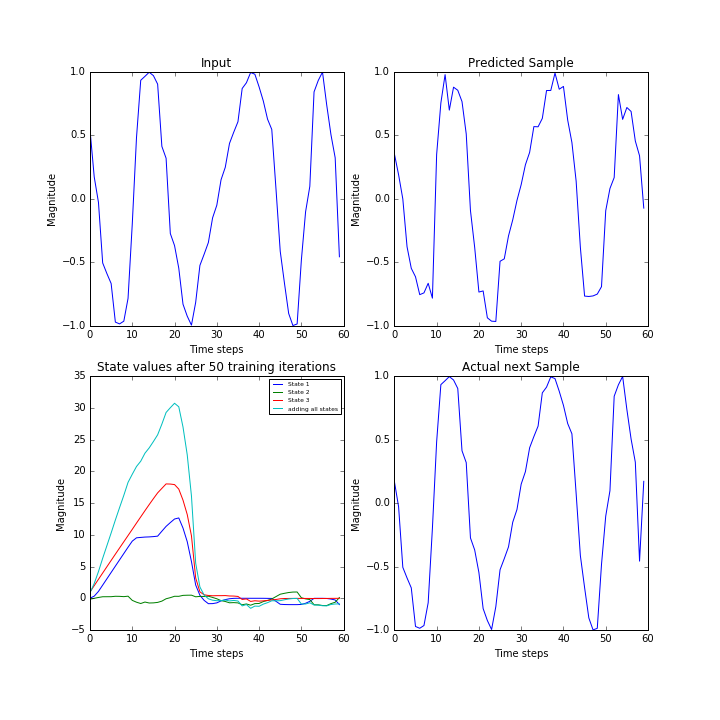 Input
Magnitude
1.0
0.5
0.0
−0.5
−1.0
0 10 20 30 40 50 60
Time steps
Predicted Sample
Magnitude
1.0
0.5
0.0
−0.5
−1.0
0 10 20 30 40 50 60
Time steps
State values after 50 training iterations
Magnitude
35
30
25
20
15
10
5
0
−5
0 10 20 30 40 50 60
Time steps
State 1
State 2
State 3
adding all states
Actual next Sample
Magnitude
1.0
0.5
0.0
−0.5
−1.0
0 10 20 30 40 50 60
Time steps